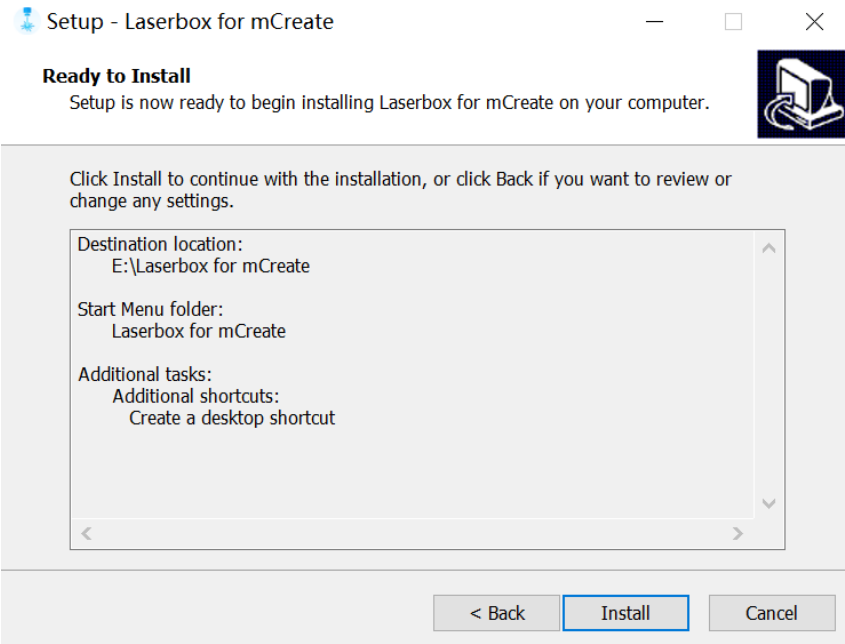 Setup - Laserbox for mCreate
Ready to Install
Setup is now ready to begin installing Laserbox for mCreate on your computer.
Click Install to continue with the installation, or click Back if you want to review or
change any settings.
Destination location:
E:\Laserbox for mCreate
Start Menu folder:
Laserbox for mCreate
Additional tasks:
Additional shortcuts:
Create a desktop shortcut
< Back
Install
Cancel